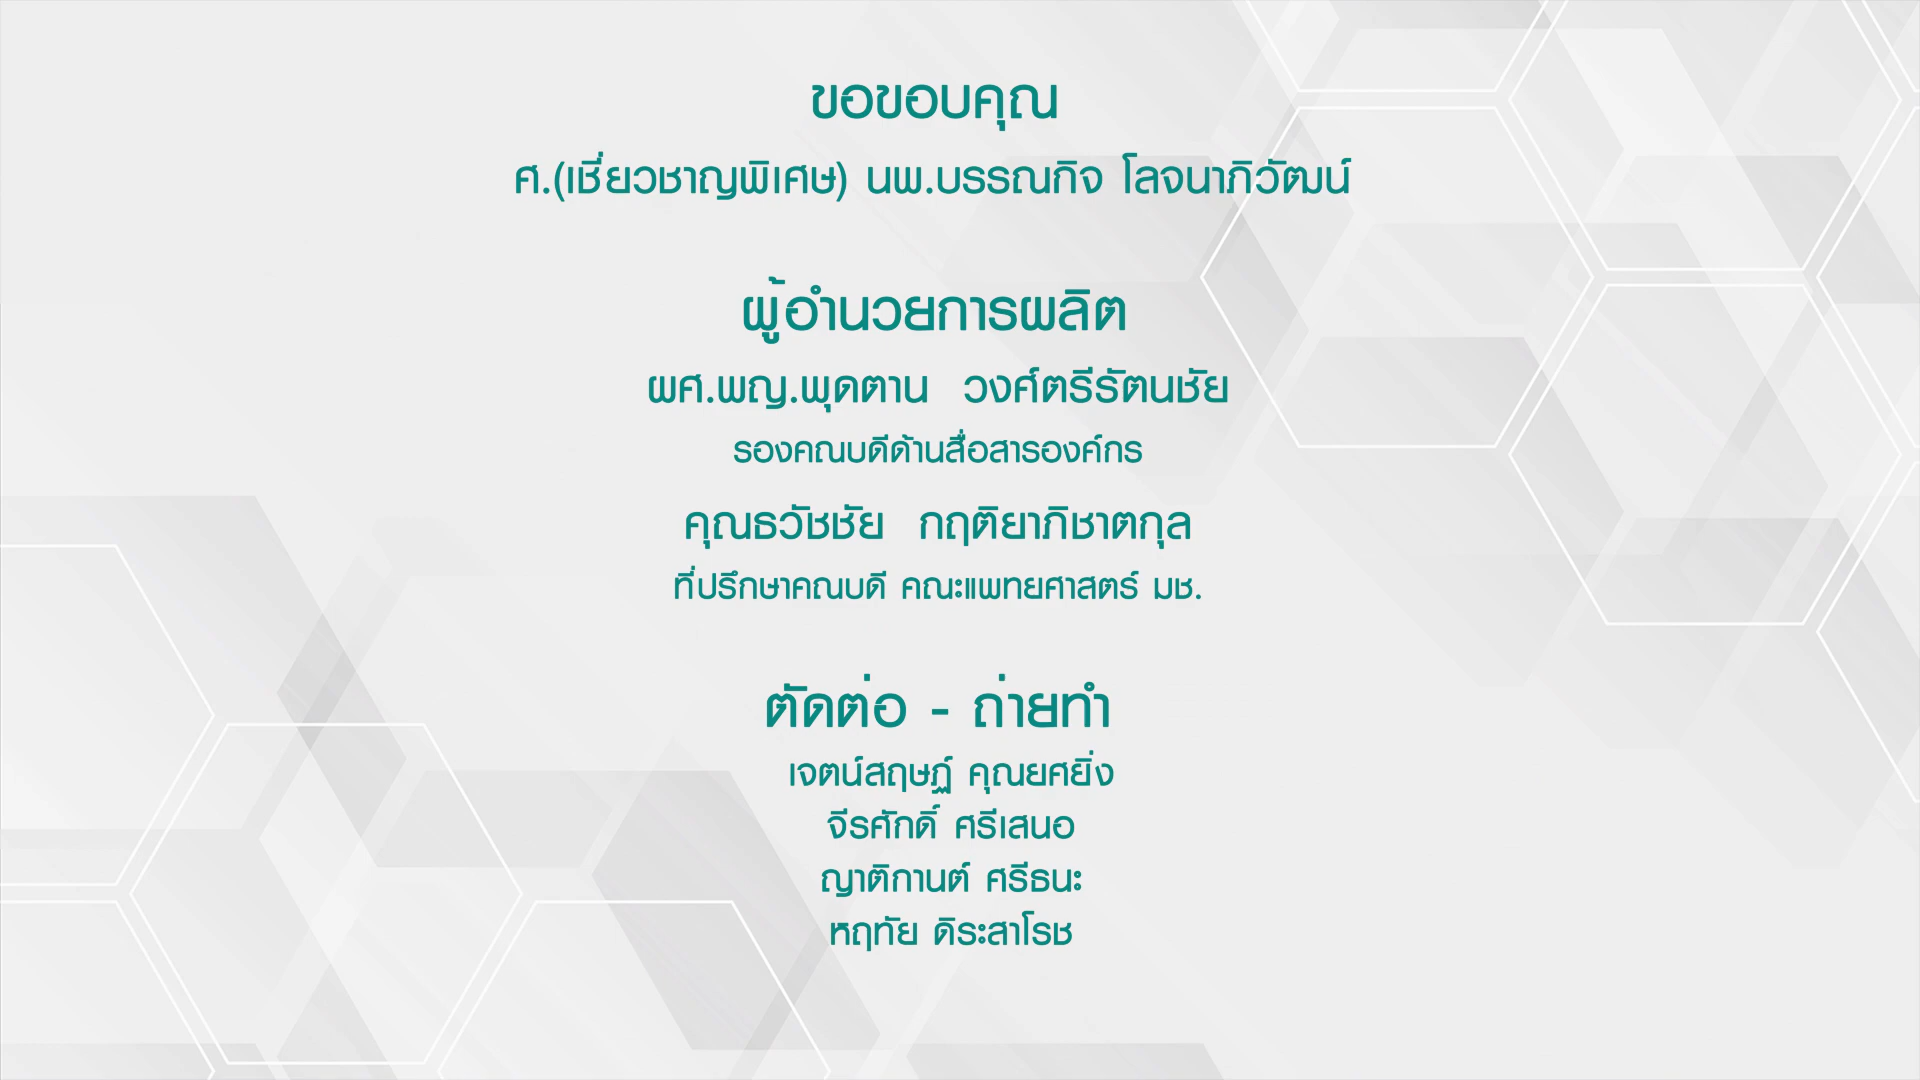 ขอขอบคุณ
ศ.(เชี่ยวชาญพิเศษ) นพ.บรรณกิจ โลจนาภิวัฒน์
ผู้อำนวยการผลิต
ผศ.พญ.พุดตาน วงศ์ตรีรัตนชัย
รองคณบดีด้านสื่อสารองค์กร
คุณธวัชชัย กฤติยาภิชาตกุล
ที่ปรึกษาคณบดี คณะแพทยศาสตร์ มช.
ตัดต่อ - ถ่ายทำ
เจตน์สฤษฎ์ คุณยศยิ่ง
จีรศักดิ์ ศรีเสนอ
ญาติกานต์ ศรีธนะ
หฤทัย ดิระสาโรช